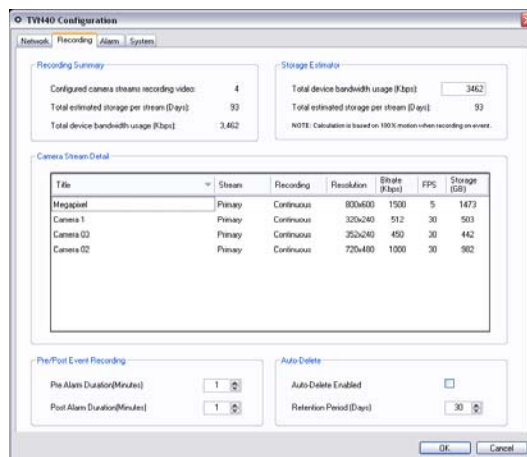 TVN40 Configuration
Network Recording Alarm System
Recording Summary
Configured camera streams recording video: 4
Total estimated storage per stream (Days): 93
Total device bandwidth usage (Kbps): 3,462
Storage Estimator
Total device bandwidth usage (Kbps): 3462
Total estimated storage per stream (Days): 93
NOTE: Calculation is based on 100% motion when recording on event.
Camera Stream Detail
Title Stream Recording Resolution Bitrate (Kbps) FPS Storage (GB)
Megapixel Primary Continuous 800x600 1500 5 1473
Camera 1 Primary Continuous 320x240 512 30 503
Camera 03 Primary Continuous 352x240 450 30 442
Camera 02 Primary Continuous 720x480 1000 30 982
Pre/Post Event Recording
Pre Alarm Duration(Minutes) 1
Post Alarm Duration(Minutes) 1
Auto-Delete
Auto-Delete Enabled
Retention Period (Days) 30
OK Cancel